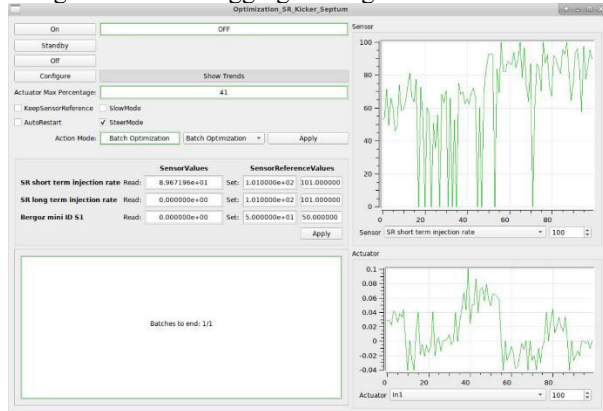 Optimization_SR_Kicker_Septum
On
OFF
Standby
Off
Configure
Show Trends
Actuator Max Percentage:
41
KeepSensorReference
SlowMode
AutoRestart
SteerMode
Action Mode:
Batch Optimization
Batch Optimization
Apply
SensorValues
SensorReferenceValues
SR short term injection rate Read: 8.967196e+01 Set: 1.010000e+02 101.000000
SR long term injection rate Read: 0.000000e+00 Set: 1.010000e+02 101.000000
Bergoz mini ID S1 Read: 0.000000e+00 Set: 5.000000e+01 50.000000
Apply
Batches to end: 1/1
Sensor
100
80
60
40
20
0
0 20 40 60 80
Sensor SR short term injection rate 100
Actuator
0.1
0.08
0.06
0.04
0.02
0
-0.02
-0.04
0 20 40 60 80
Actuator In1 100